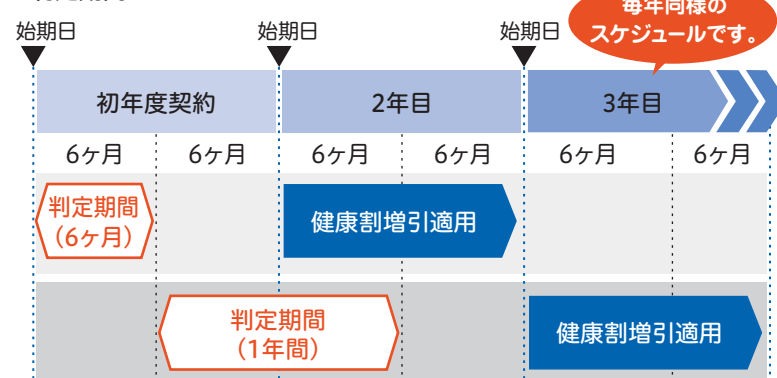 毎年同様の
スケジュールです。
始期日
始期日
始期日
初年度契約
2年目
3年目
6ヶ月
6ヶ月
6ヶ月
6ヶ月
6ヶ月
6ヶ月
判定期間
（6ヶ月）
健康割増引適用
判定期間
（1年間）
健康割増引適用